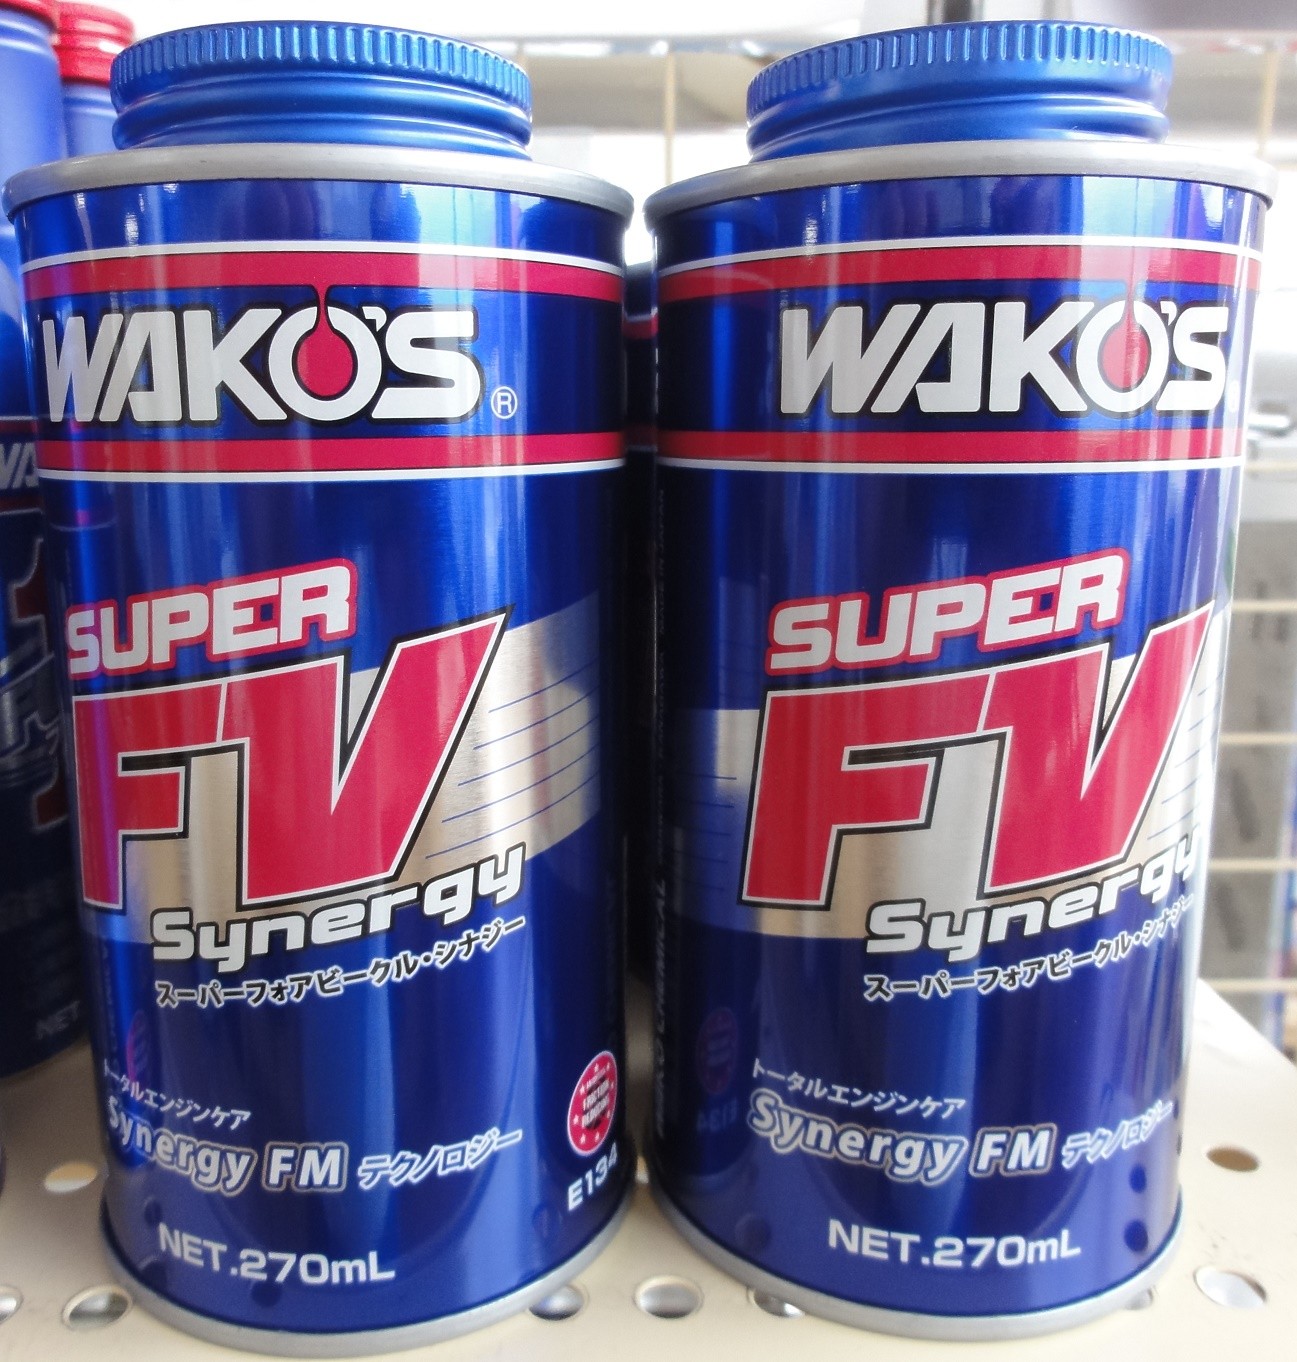 WAKO'S ®
SUPER
FV
Synergy
スーパーフォアビークル・シナジー
トータルエンジンケア
Synergy FM テクノロジー
E134
NET.270mL
WAKO'S
SUPER
FV
Synergy
スーパーフォアビークル・シナジー
トータルエンジンケア
Synergy FM テクノロジー
NET.270mL